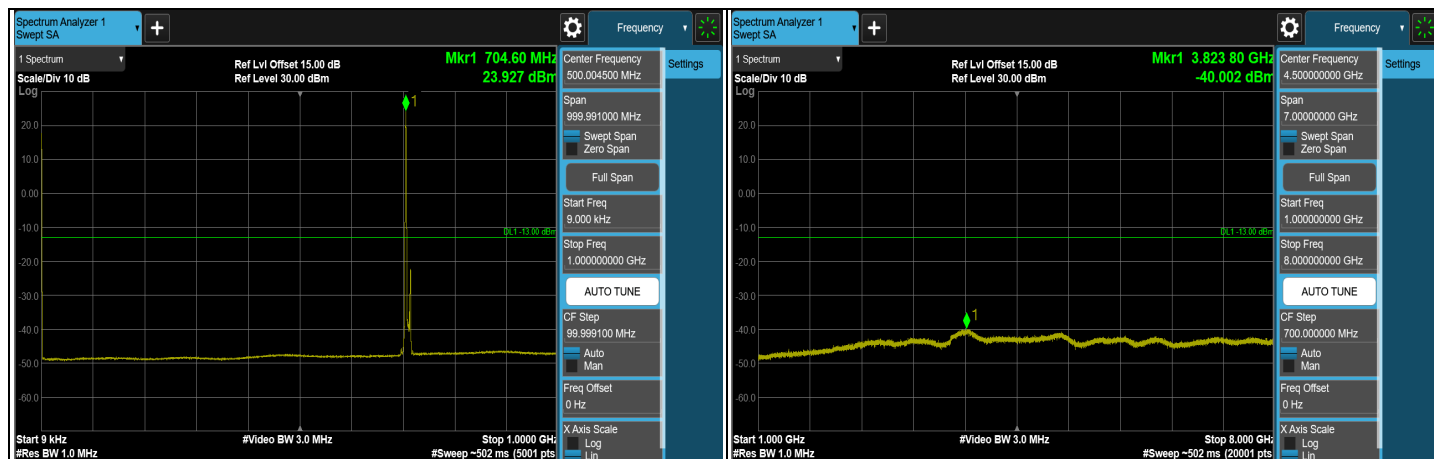 Spectrum Analyzer 1
Swept SA
+
Frequency
1 Spectrum
Scale/Div 10 dB
Log
Ref Lvl Offset 15.00 dB
Ref Level 30.00 dBm
Mkr1 704.60 MHz
23.927 dBm
1
20.0
10.0
0.00
-10.0
-20.0
-30.0
-40.0
-50.0
-60.0
DL1 -13.00 dBm
Start 9 kHz
#Res BW 1.0 MHz
#Video BW 3.0 MHz
Stop 1.0000 GHz
#Sweep ~502 ms (5001 pts
Center Frequency
500.004500 MHz
Span
999.991000 MHz
Swept Span
Zero Span
Full Span
Start Freq
9.000 kHz
Stop Freq
1.000000000 GHz
AUTO TUNE
CF Step
99.999100 MHz
Auto
Man
Freq Offset
0 Hz
X Axis Scale
Log
Lin
Settings
Spectrum Analyzer 1
Swept SA
+
Frequency
1 Spectrum
Scale/Div 10 dB
Log
Ref Lvl Offset 15.00 dB
Ref Level 30.00 dBm
Mkr1 3.823 80 GHz
-40.002 dBm
1
20.0
10.0
0.00
-10.0
-20.0
-30.0
-40.0
-50.0
-60.0
DL1 -13.00 dBm
Start 1.000 GHz
#Res BW 1.0 MHz
#Video BW 3.0 MHz
Stop 8.000 GHz
#Sweep ~502 ms (20001 pts
Center Frequency
4.500000000 GHz
Span
7.00000000 GHz
Swept Span
Zero Span
Full Span
Start Freq
1.000000000 GHz
Stop Freq
8.000000000 GHz
AUTO TUNE
CF Step
700.000000 MHz
Auto
Man
Freq Offset
0 Hz
X Axis Scale
Log
Lin
Settings